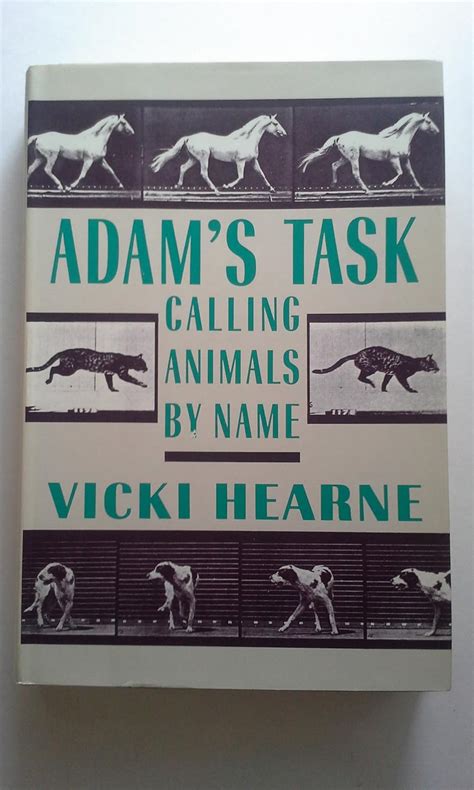 ADAM'S TASK
CALLING
ANIMALS
BY NAME
VICKI HEARNE